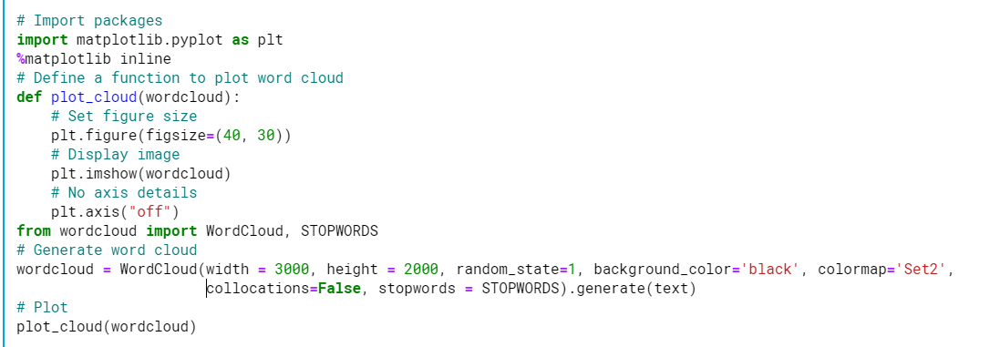 # Import packages
import matplotlib.pyplot as plt
%matplotlib inline
# Define a function to plot word cloud
def plot_cloud(wordcloud):
    # Set figure size
    plt.figure(figsize=(40, 30))
    # Display image
    plt.imshow(wordcloud)
    # No axis details
    plt.axis("off")
from wordcloud import WordCloud, STOPWORDS
# Generate word cloud
wordcloud = WordCloud(width = 3000, height = 2000, random_state=1, background_color='black', colormap='Set2',
                      collocations=False, stopwords = STOPWORDS).generate(text)
# Plot
plot_cloud(wordcloud)